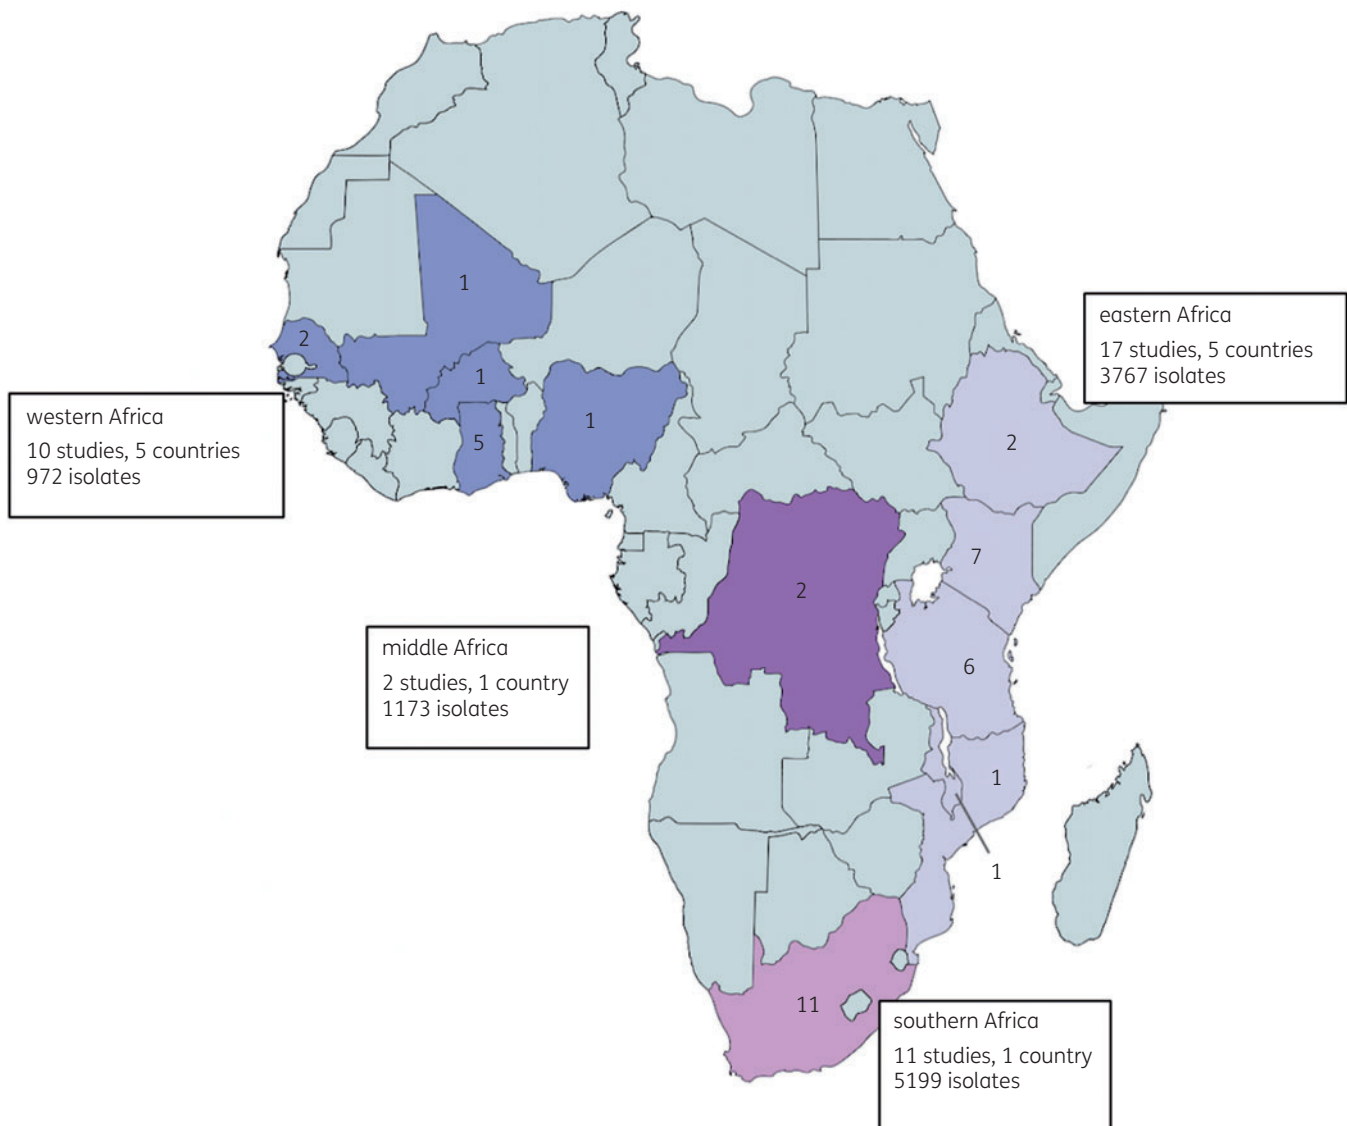 1
2
1
1
5
western Africa
10 studies, 5 countries
972 isolates
eastern Africa
17 studies, 5 countries
3767 isolates
2
7
2
6
middle Africa
2 studies, 1 country
1173 isolates
1
1
11
southern Africa
11 studies, 1 country
5199 isolates